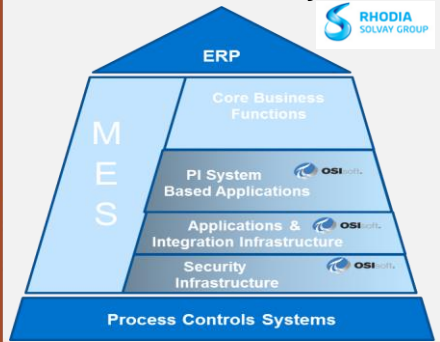 RHODIA
SOLVAY GROUP
ERP
Core Business
Functions
M
E
S
PI System
Based Applications
OSIsoft.
Applications &
Integration Infrastructure
OSIsoft.
Security
Infrastructure
OSIsoft.
Process Controls Systems